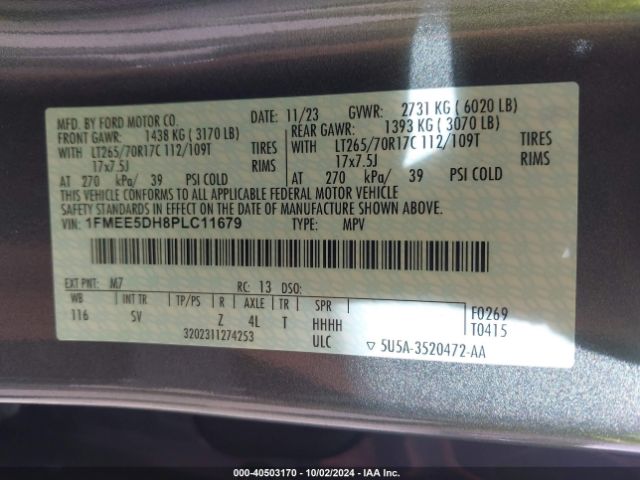 MFD. BY FORD MOTOR CO. DATE: 11/23 GVWR: 2731 KG ( 6020 LB)
FRONT GAWR: 1438 KG ( 3170 LB) REAR GAWR: 1393 KG ( 3070 LB)
WITH LT265/70R17C 112/109T TIRES WITH LT265/70R17C 112/109T TIRES
17x7.5J RIMS 17x7.5J RIMS
AT 270 kPa/ 39 PSI COLD AT 270 kPa/ 39 PSI COLD
THIS VEHICLE CONFORMS TO ALL APPLICABLE FEDERAL MOTOR VEHICLE
SAFETY STANDARDS IN EFFECT ON THE DATE OF MANUFACTURE SHOWN ABOVE.
VIN: 1FMEE5DH8PLC11679 TYPE: MPV
EXT PNT: M7 RC: 13 DSO:
WB INT TR TP/PS R AXLE TR SPR F0269
116 SV Z 4L T HHHH T0415
3202311274253 ULC ▽ 5U5A-3520472-AA
000-40503170 - 10/02/2024 - IAAI Inc.